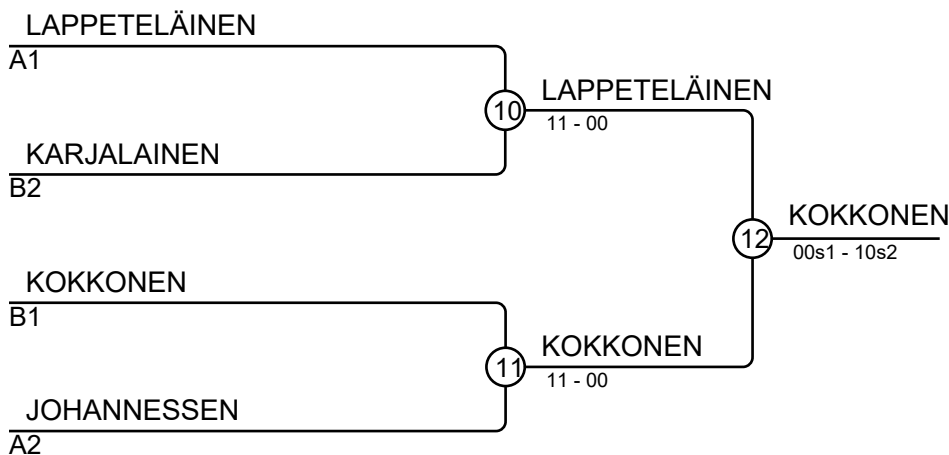 LAPPETELÄINEN
A1
10
LAPPETELÄINEN
11 - 00
KARJALAINEN
B2
12
KOKKONEN
00s1 - 10s2
KOKKONEN
B1
11
KOKKONEN
11 - 00
JOHANNESSEN
A2